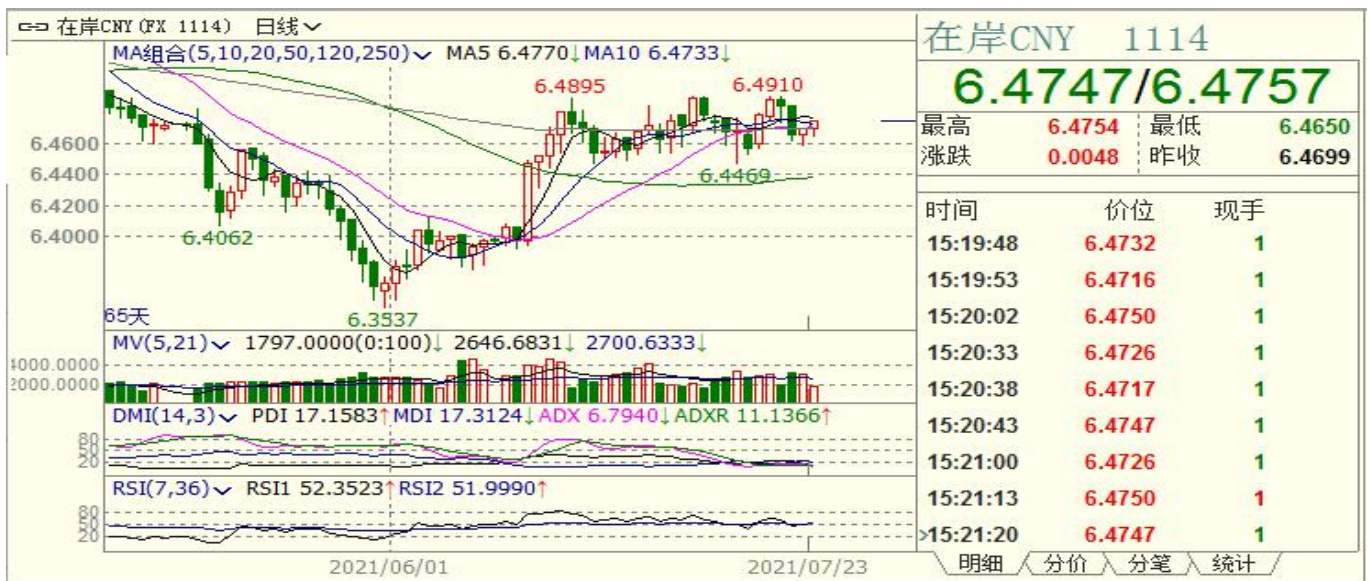 在岸CNY(FX 1114) 日线
MA组合(5,10,20,50,120,250) MA5 6.4770↓ MA10 6.4733↓
6.4895
6.4910
6.4600
6.4400
6.4200
6.4000
6.4469
6.4062
65天
6.3537
MV(5,21) 1797.0000(0:100)↓ 2646.6831↓ 2700.6333↓
4000.0000
2000.0000
DMI(14,3) PDI 17.1583↑ MDI 17.3124↓ ADX 6.7940↓ ADXR 11.1366↑
80
50
20
RSI(7,36) RSI1 52.3523↑ RSI2 51.9990↑
80
50
20
2021/06/01 2021/07/23
在岸CNY 1114
6.4747/6.4757
最高 6.4754 最低 6.4650
涨跌 0.0048 昨收 6.4699
时间 价位 现手
15:19:48 6.4732 1
15:19:53 6.4716 1
15:20:02 6.4750 1
15:20:33 6.4726 1
15:20:38 6.4717 1
15:20:43 6.4747 1
15:21:00 6.4726 1
15:21:13 6.4750 1
>15:21:20 6.4747 1
明细 分价 分笔 统计